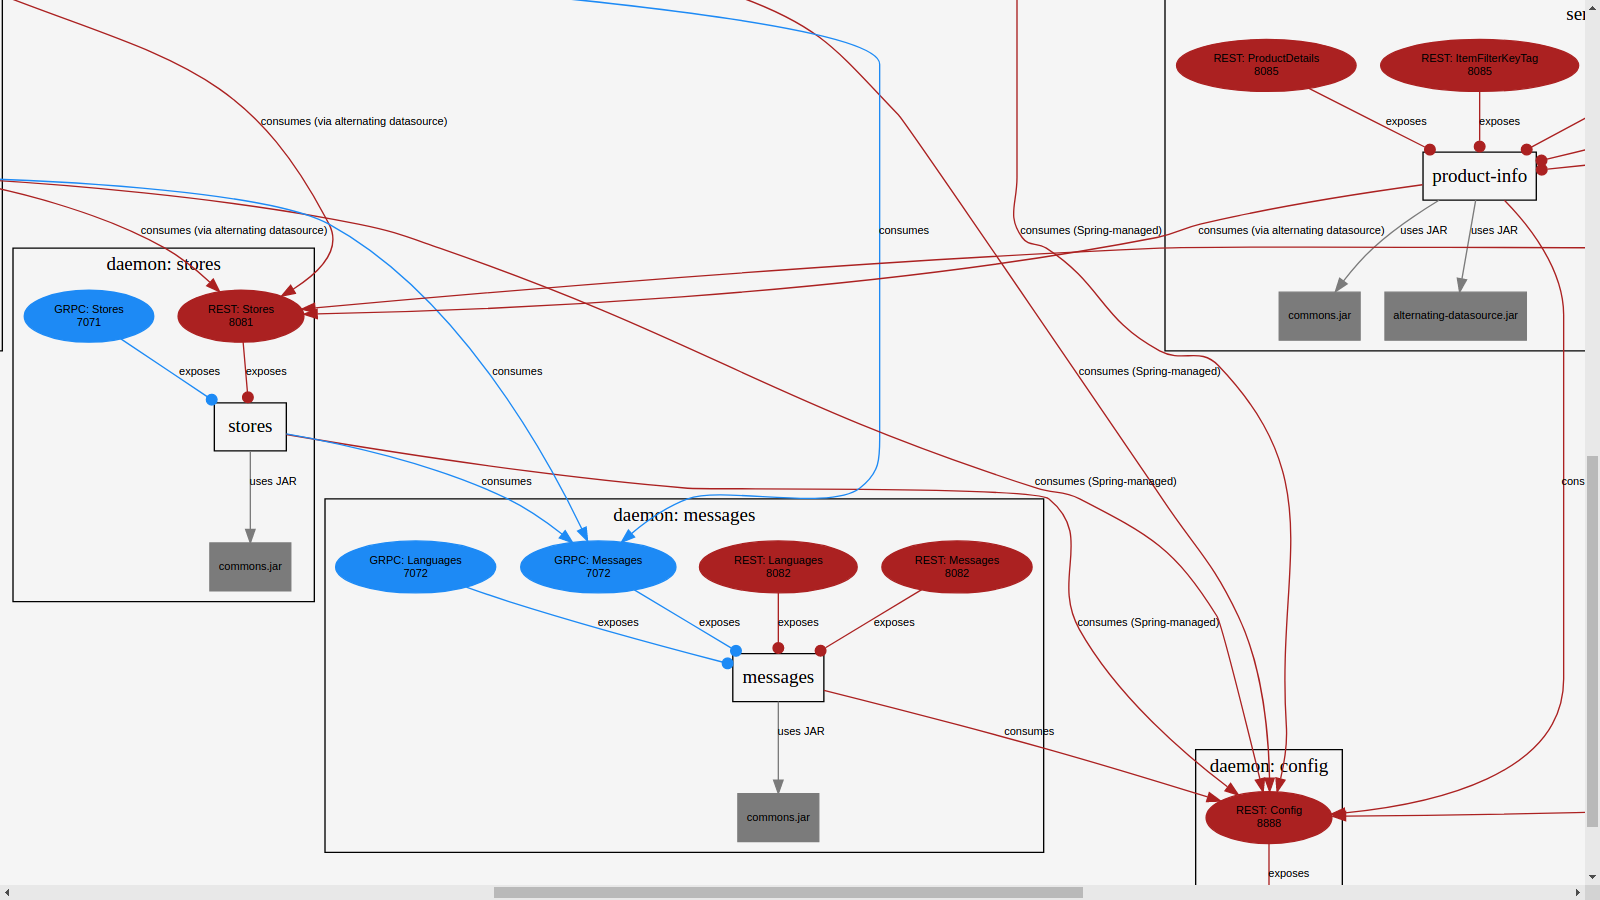 ser
REST: ProductDetails
8085
REST: ItemFilterKeyTag
8085
consumes (via alternating datasource)
exposes
exposes
product-info
consumes (via alternating datasource)
consumes
consumes (Spring-managed)
consumes (via alternating datasource)
uses JAR
uses JAR
daemon: stores
GRPC: Stores
7071
REST: Stores
8081
commons.jar
alternating-datasource.jar
exposes
exposes
consumes
consumes (Spring-managed)
stores
uses JAR
consumes
consumes (Spring-managed)
cons
daemon: messages
commons.jar
GRPC: Languages
7072
GRPC: Messages
7072
REST: Languages
8082
REST: Messages
8082
exposes
exposes
exposes
exposes
consumes (Spring-managed)
messages
uses JAR
consumes
daemon: config
commons.jar
REST: Config
8888
exposes